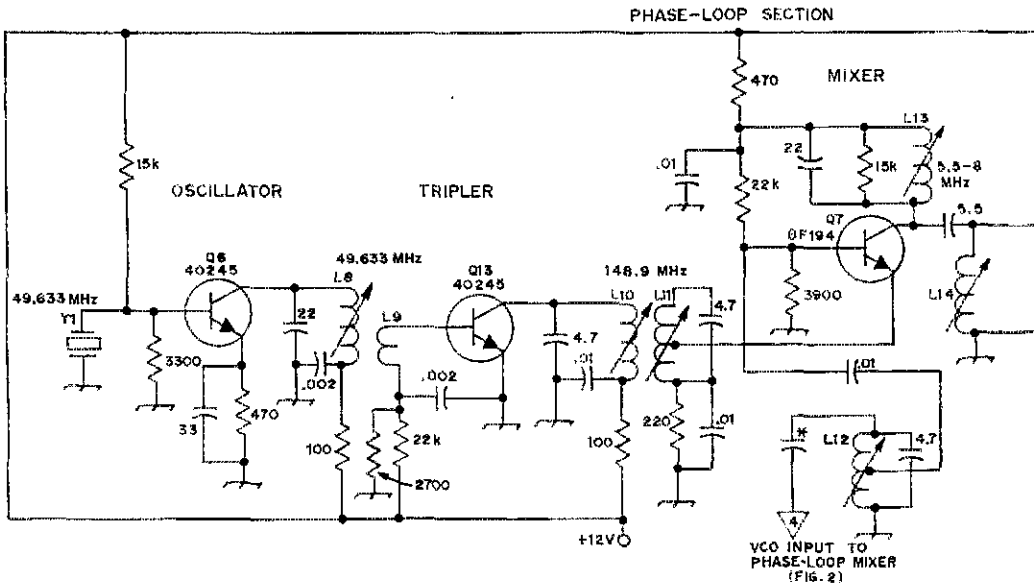 PHASE-LOOP SECTION
470
MIXER
L13
.01
22
15k
5.5-8
MHz
22k
15k
OSCILLATOR
TRIPLER
Q7
BF194
5.5
Q6
40245
49.633 MHz
L8
Q13
40245
148.9 MHz
L10
L11
4.7
3900
L14
49.633 MHz
Y1
22
L9
4.7
.01
3300
.002
.002
.01
33
470
100
22k
2700
100
220
.01
*
L12
4.7
4
+12V
VCO INPUT TO
PHASE-LOOP MIXER
(FIG. 2)